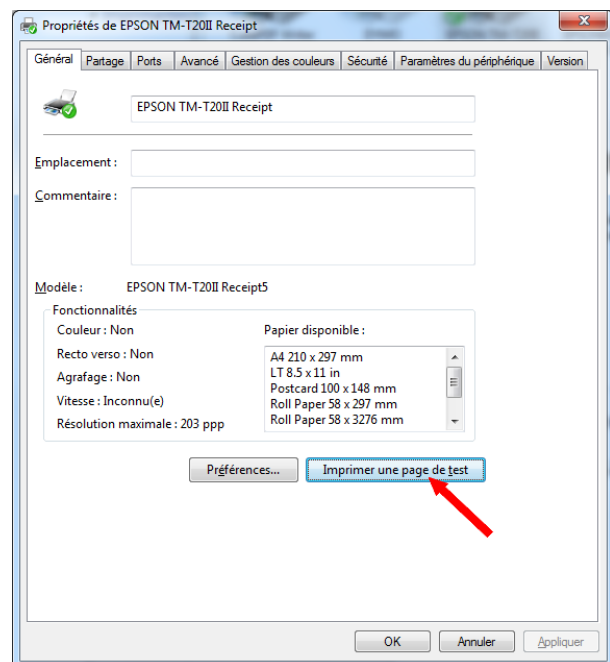 Propriétés de EPSON TM-T20II Receipt
Général Partage Ports Avancé Gestion des couleurs Sécurité Paramètres du périphérique Version
EPSON TM-T20II Receipt
Emplacement :
Commentaire :
Modèle : EPSON TM-T20II Receipt5
Fonctionnalités
Couleur : Non Papier disponible :
Recto verso : Non A4 210 x 297 mm
LT 8.5 x 11 in
Agrafage : Non Postcard 100 x 148 mm
Vitesse : Inconnu(e) Roll Paper 58 x 297 mm
Résolution maximale : 203 ppp Roll Paper 58 x 3276 mm
Préférences... Imprimer une page de test
OK Annuler Appliquer